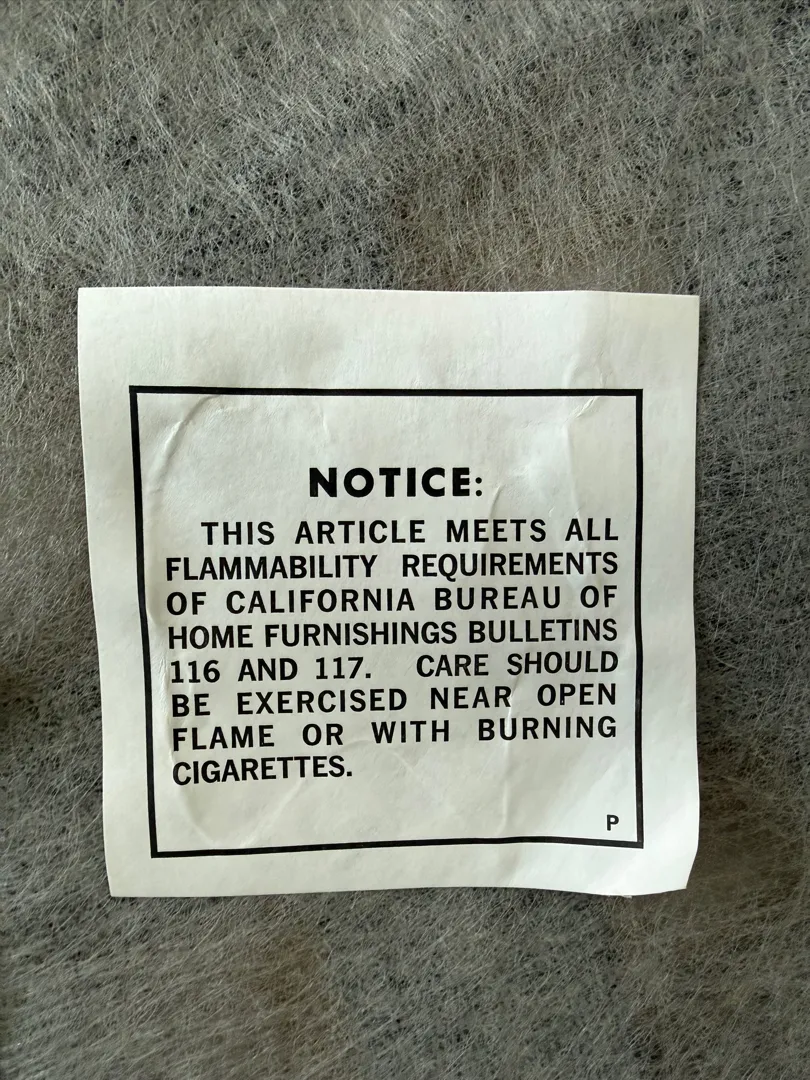 NOTICE:
THIS ARTICLE MEETS ALL
FLAMMABILITY REQUIREMENTS
OF CALIFORNIA BUREAU OF
HOME FURNISHINGS BULLETINS
116 AND 117. CARE SHOULD
BE EXERCISED NEAR OPEN
FLAME OR WITH BURNING
CIGARETTES.
P